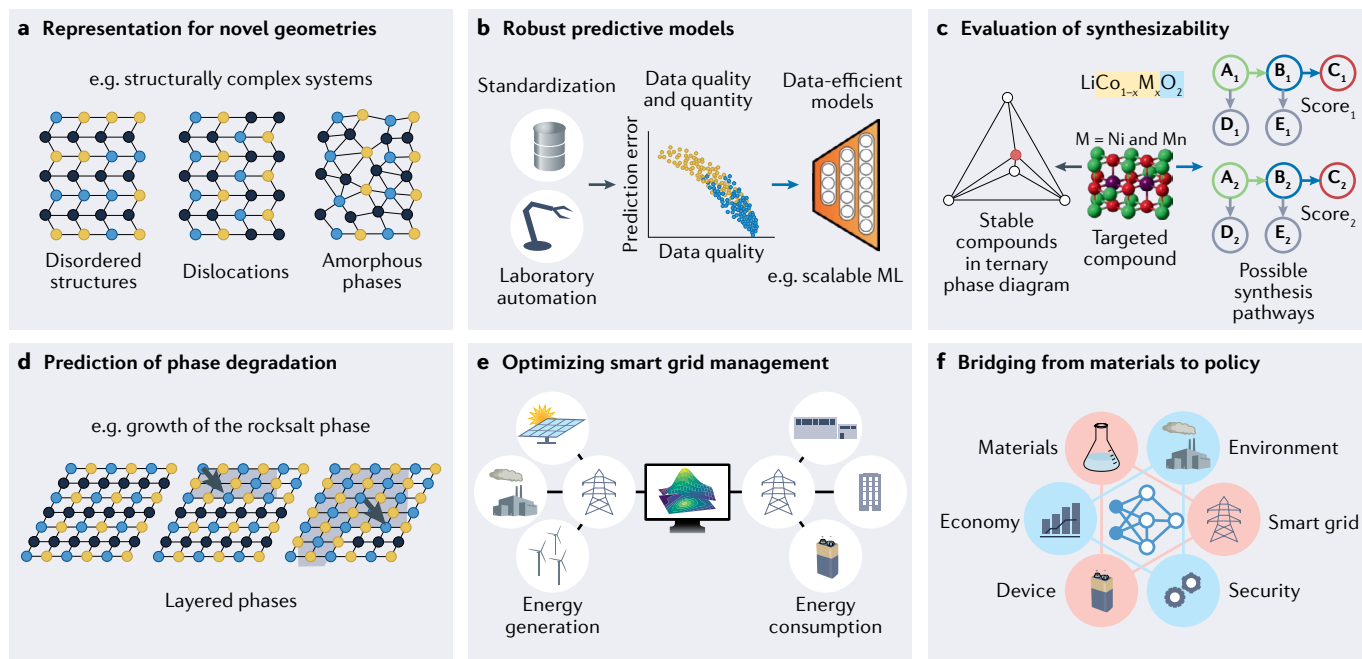 a Representation for novel geometries
e.g. structurally complex systems
Disordered
structures
Dislocations
Amorphous
phases
b Robust predictive models
Standardization
Laboratory
automation
Data quality
and quantity
Prediction error
Data quality
Data-efficient
models
e.g. scalable ML
c Evaluation of synthesizability
Stable
compounds
in ternary
phase diagram
LiCo₁₋ₓMₓO₂
M = Ni and Mn
Targeted
compound
A₁ B₁ C₁
Score₁
D₁ E₁
A₂ B₂ C₂
Score₂
D₂ E₂
Possible
synthesis
pathways
d Prediction of phase degradation
e.g. growth of the rocksalt phase
Layered phases
e Optimizing smart grid management
Energy
generation
Energy
consumption
f Bridging from materials to policy
Materials
Environment
Economy
Smart grid
Device
Security